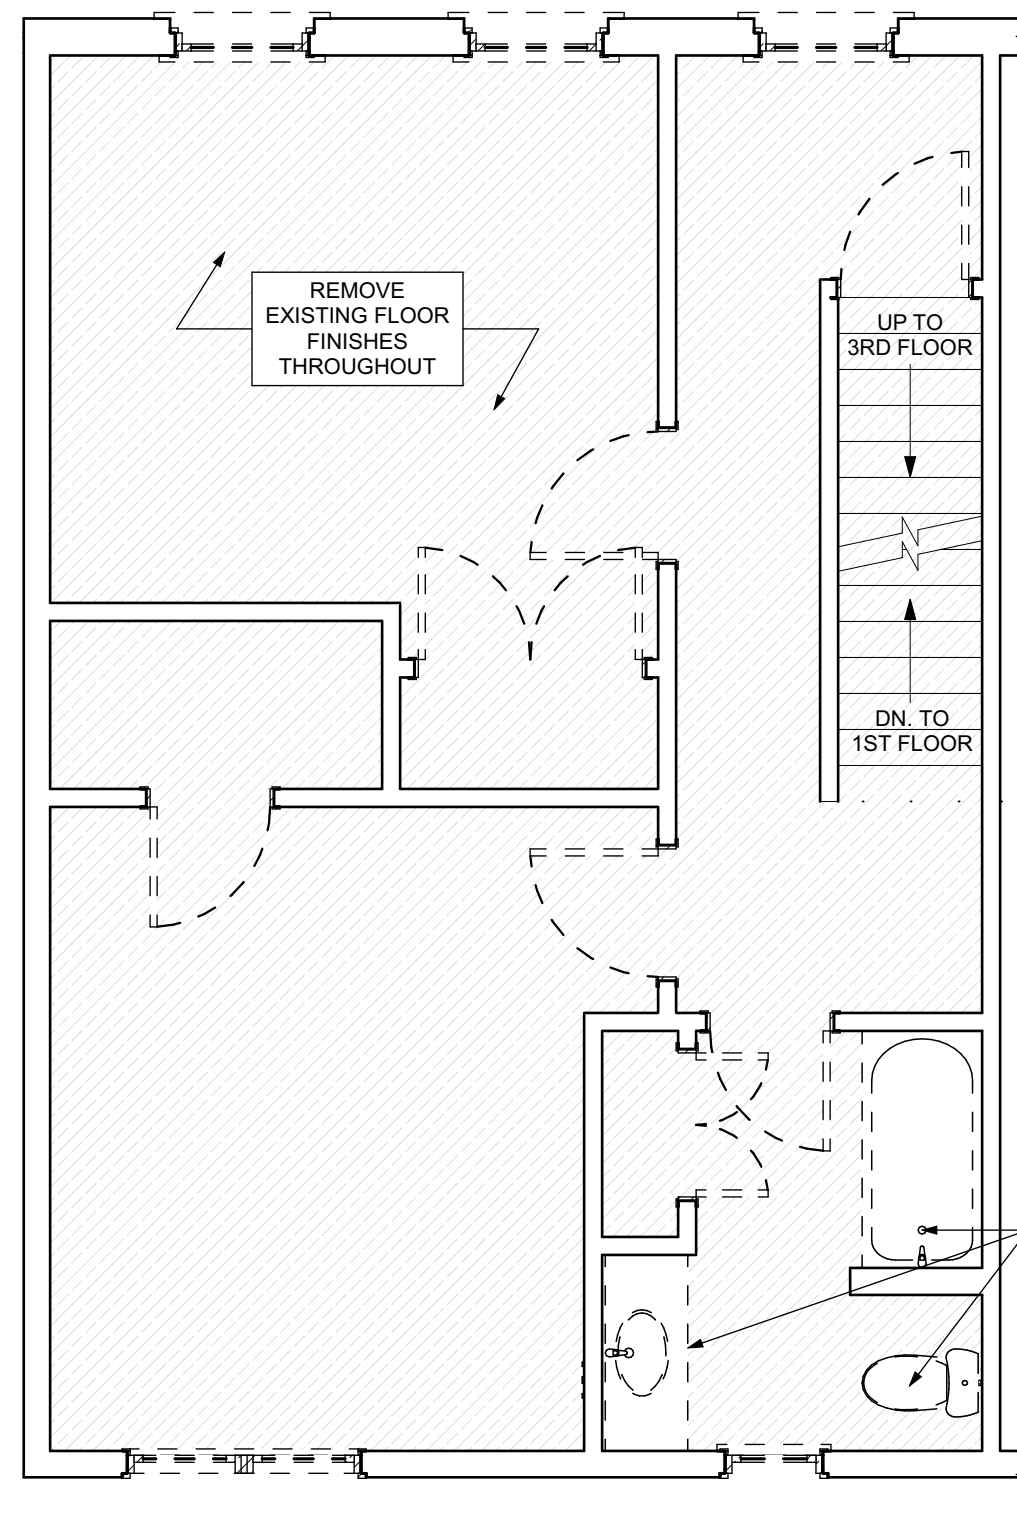 REMOVE
EXISTING FLOOR
FINISHES
THROUGHOUT
UP TO
3RD FLOOR
DN. TO
1ST FLOOR